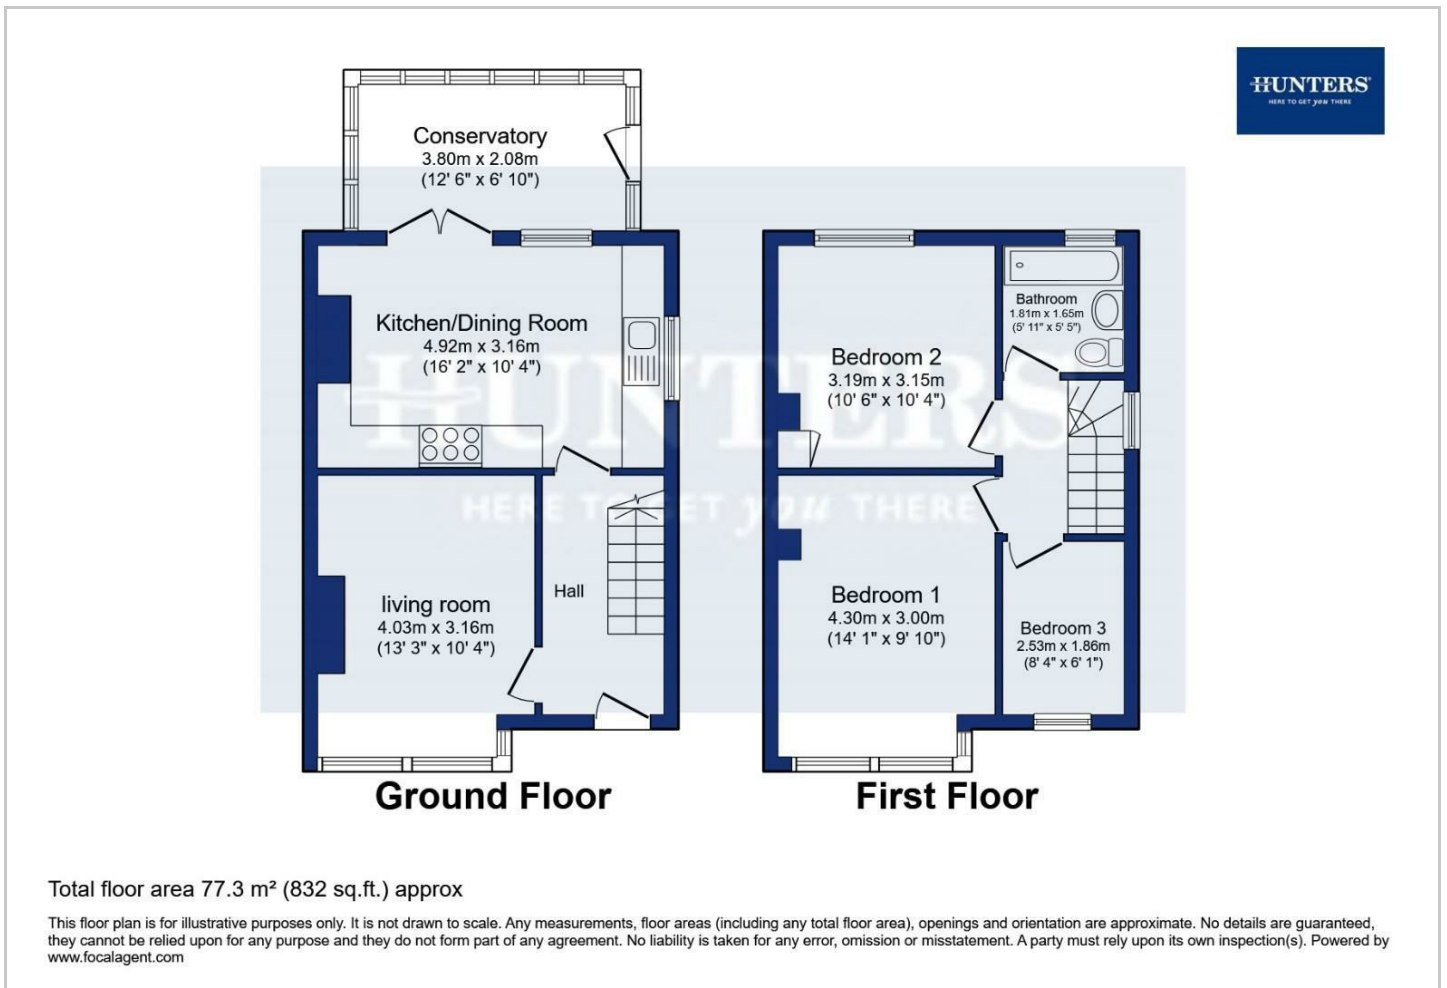 HUNTERS
HERE TO GET you THERE
Conservatory
3.80m x 2.08m
(12' 6" x 6' 10")
Kitchen/Dining Room
4.92m x 3.16m
(16' 2" x 10' 4")
living room
4.03m x 3.16m
(13' 3" x 10' 4")
Hall
Ground Floor
Bedroom 2
3.19m x 3.15m
(10' 6" x 10' 4")
Bathroom
1.81m x 1.65m
(5' 11" x 5' 5")
Bedroom 1
4.30m x 3.00m
(14' 1" x 9' 10")
Bedroom 3
2.53m x 1.86m
(8' 4" x 6' 1")
First Floor
HUNTERS
HERE TO GET you THERE
Total floor area 77.3 m² (832 sq.ft.) approx
This floor plan is for illustrative purposes only. It is not drawn to scale. Any measurements, floor areas (including any total floor area), openings and orientation are approximate. No details are guaranteed,
they cannot be relied upon for any purpose and they do not form part of any agreement. No liability is taken for any error, omission or misstatement. A party must rely upon its own inspection(s). Powered by
www.focalagent.com